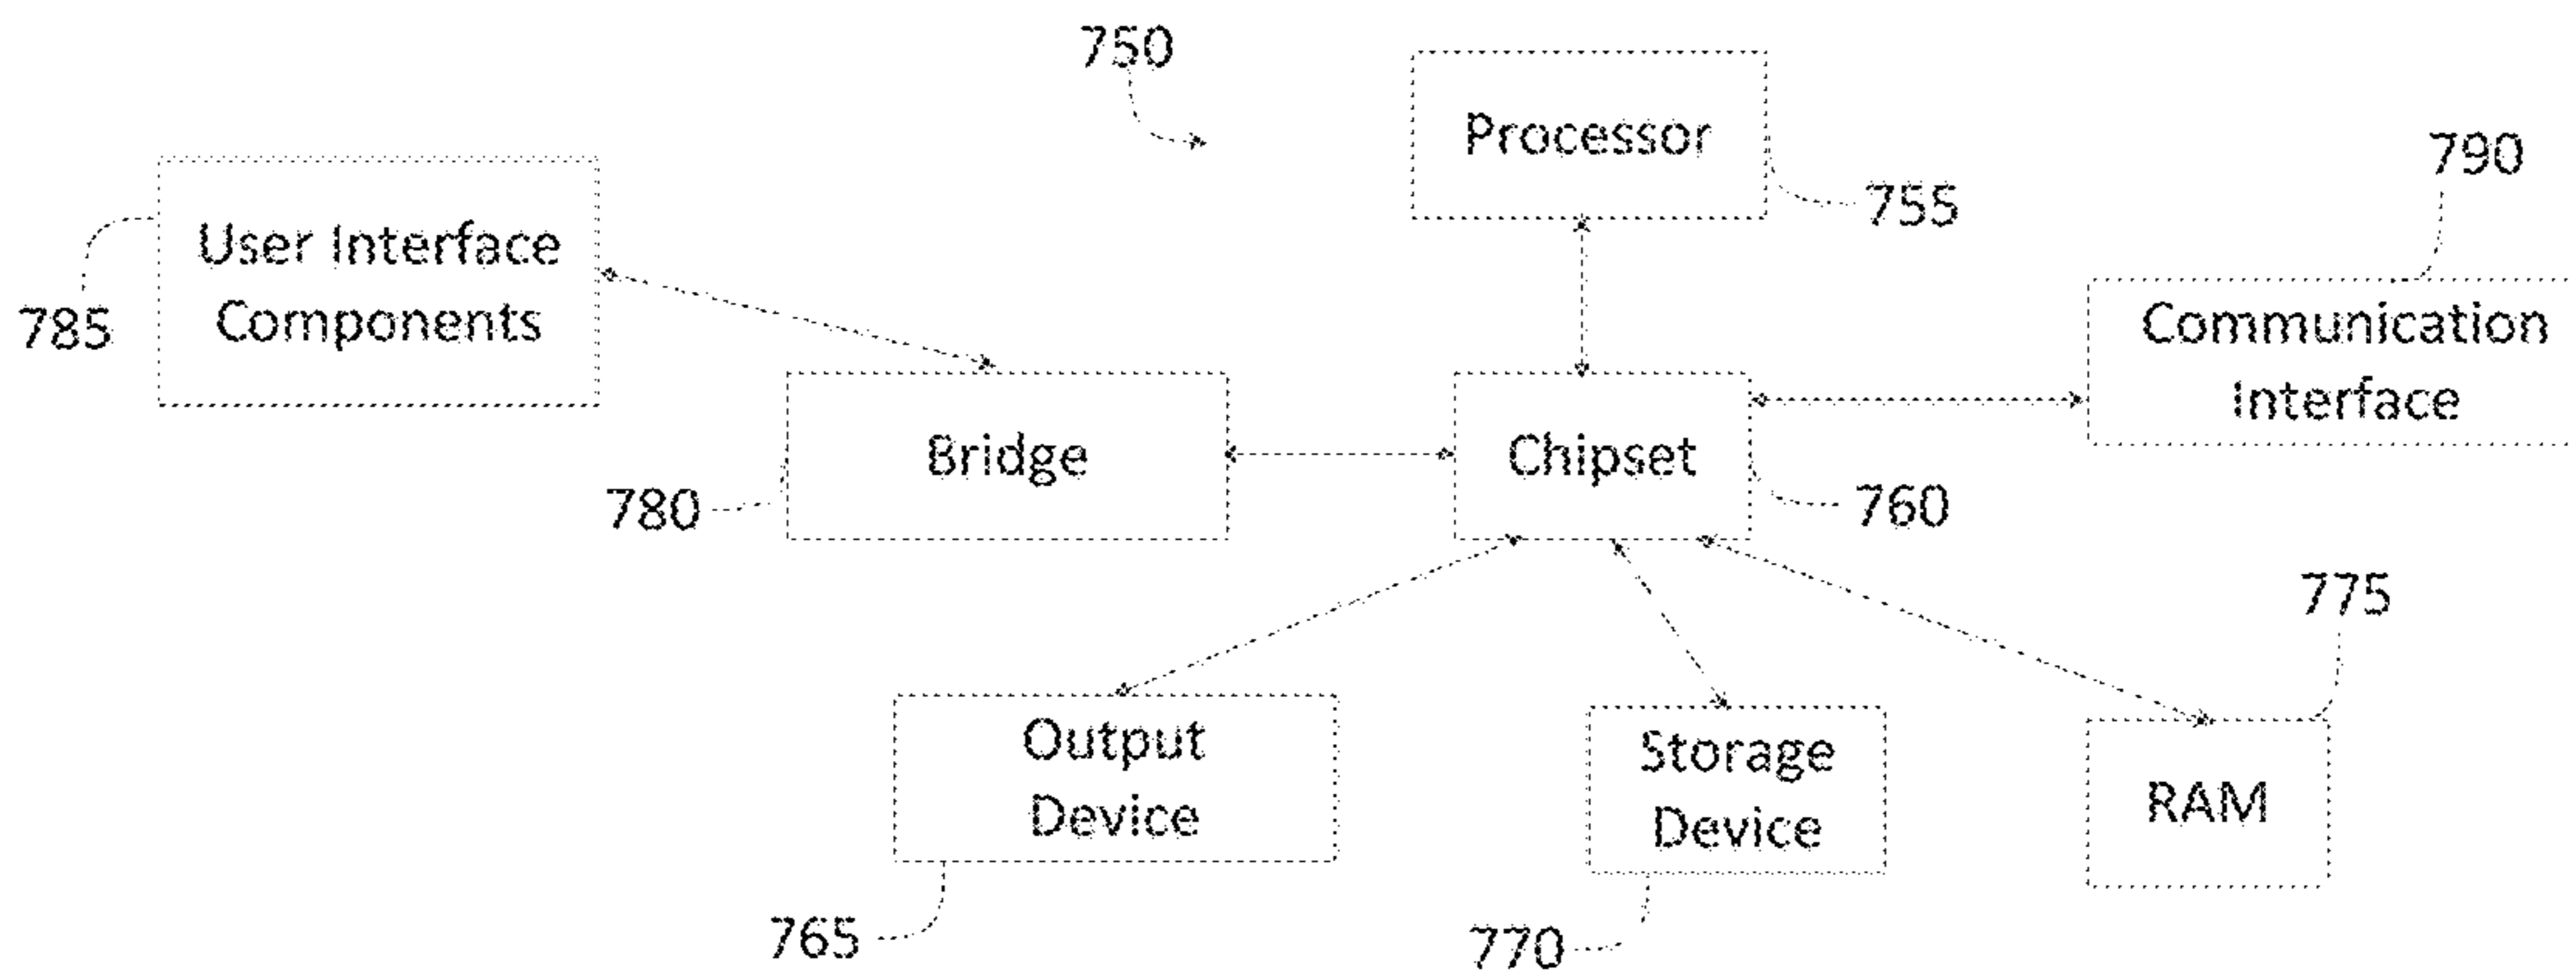 750
Processor
755
790
User Interface
Components
785
Communication
Interface
Bridge
780
Chipset
760
775
Output
Device
765
Storage
Device
770
RAM